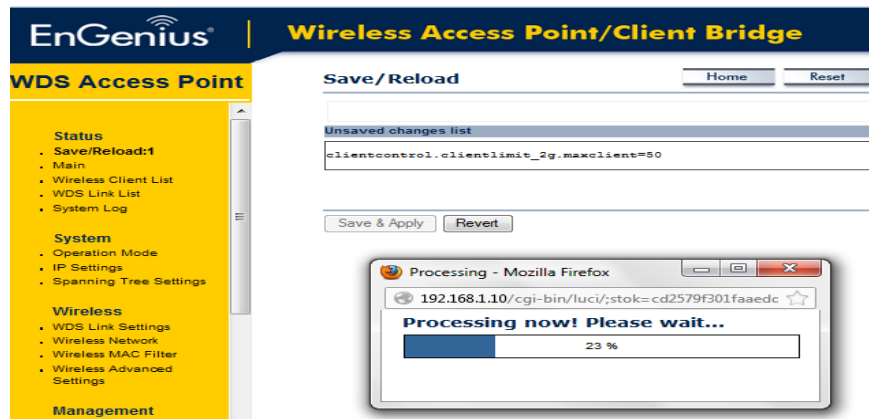 EnGenius®
Wireless Access Point/Client Bridge
WDS Access Point
Status
Save/Reload:1
Main
Wireless Client List
WDS Link List
System Log
System
Operation Mode
IP Settings
Spanning Tree Settings
Wireless
WDS Link Settings
Wireless Network
Wireless MAC Filter
Wireless Advanced
Settings
Management
Save/Reload
Home
Reset
Unsaved changes list
clientcontrol.clientlimit_2g.maxclient=50
Save & Apply
Revert
Processing - Mozilla Firefox
192.168.1.10/cgi-bin/luci/;stok=cd2579f301faaedc
Processing now! Please wait...
23 %